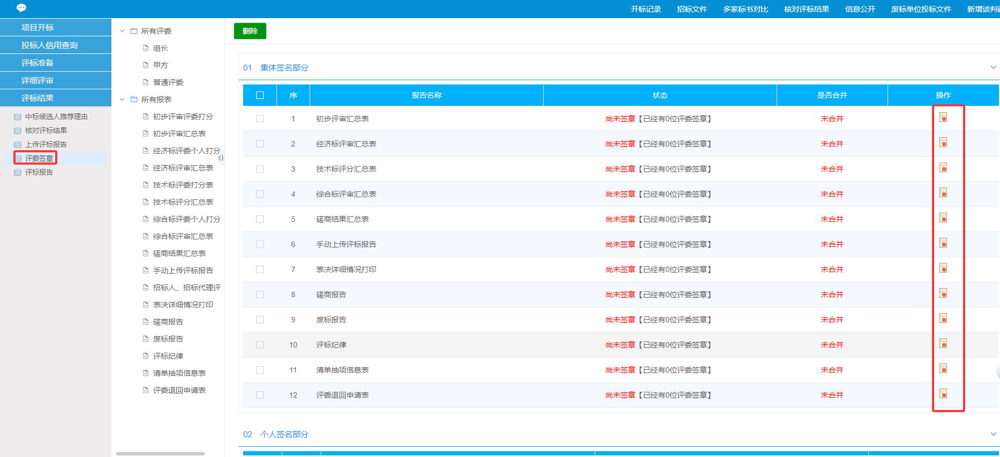 开标记录 招标文件 多家标书对比 核对评标结果 信息公开 废标单位投标文件 新增谈判
项目开标
投标人信用查询
评标准备
详细评审
评标结果
中标候选人推荐理由
核对评标结果
上传评标报告
评委签章
评标报告
所有评委
组长
甲方
普通评委
所有报表
初步评审评委打分
初步评审汇总表
经济标评委个人打分
经济标评审汇总表
技术标评委打分表
技术标评分汇总表
综合标评委个人打分
综合标评审汇总表
磋商结果汇总表
手动上传评标报告
招标人、招标代理评
表决详细情况打印
磋商报告
废标报告
评标纪律
清单抽项信息表
评委退回申请表
删除
01 集体签名部分
序 报告名称 状态 是否合并 操作
1 初步评审汇总表 尚未签章【已经有0位评委签章】 未合并
2 经济标评审汇总表 尚未签章【已经有0位评委签章】 未合并
3 技术标评分汇总表 尚未签章【已经有0位评委签章】 未合并
4 综合标评审汇总表 尚未签章【已经有0位评委签章】 未合并
5 磋商结果汇总表 尚未签章【已经有0位评委签章】 未合并
6 手动上传评标报告 尚未签章【已经有0位评委签章】 未合并
7 表决详细情况打印 尚未签章【已经有0位评委签章】 未合并
8 磋商报告 尚未签章【已经有0位评委签章】 未合并
9 废标报告 尚未签章【已经有0位评委签章】 未合并
10 评标纪律 尚未签章【已经有0位评委签章】 未合并
11 清单抽项信息表 尚未签章【已经有0位评委签章】 未合并
12 评委退回申请表 尚未签章【已经有0位评委签章】 未合并
02 个人签名部分